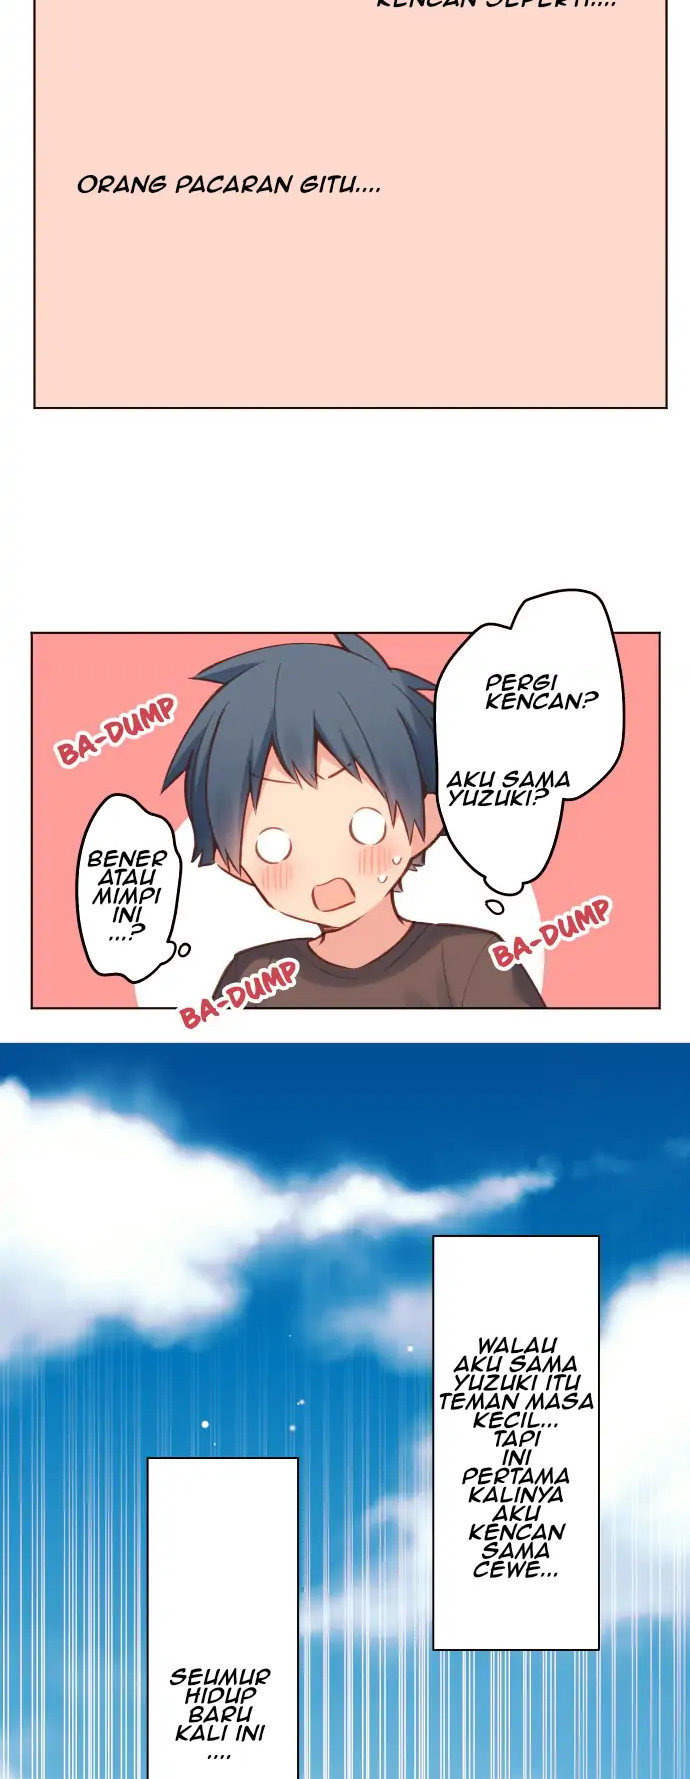 KENCAN SEPERTI....
ORANG PACARAN GITU....
PERGI
KENCAN?
AKU SAMA
YUZUKI?
BA-DUMP
BENER
ATAU
MIMPI
INI
....?
BA-DUMP
BA-DUMP
WALAU
AKU SAMA
YUZUKI ITU
TEMAN MASA
KECIL...
TAPI
INI
PERTAMA
KALINYA
AKU
KENCAN
SAMA
CEWE...
SEUMUR
HIDUP
BARU
KALI INI
....